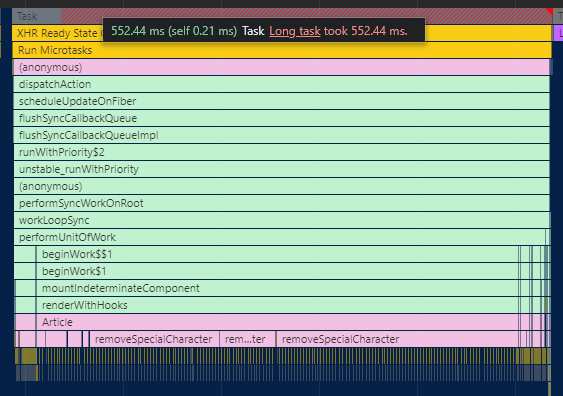 Task
552.44 ms (self 0.21 ms) Task Long task took 552.44 ms.
XHR Ready State
Run Microtasks
(anonymous)
dispatchAction
scheduleUpdateOnFiber
flushSyncCallbackQueue
flushSyncCallbackQueueImpl
runWithPriority$2
unstable_runWithPriority
(anonymous)
performSyncWorkOnRoot
workLoopSync
performUnitOfWork
beginWork$$1
beginWork$1
mountIndeterminateComponent
renderWithHooks
Article
removeSpecialCharacter rem...ter removeSpecialCharacter